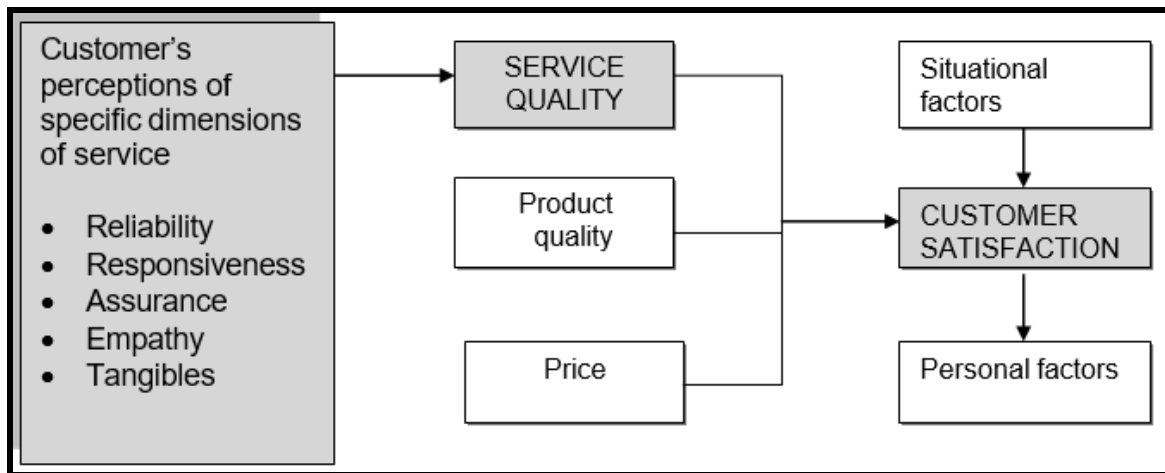 Customer's
perceptions of
specific dimensions
of service
• Reliability
• Responsiveness
• Assurance
• Empathy
• Tangibles
SERVICE
QUALITY
Product
quality
Price
Situational
factors
CUSTOMER
SATISFACTION
Personal factors